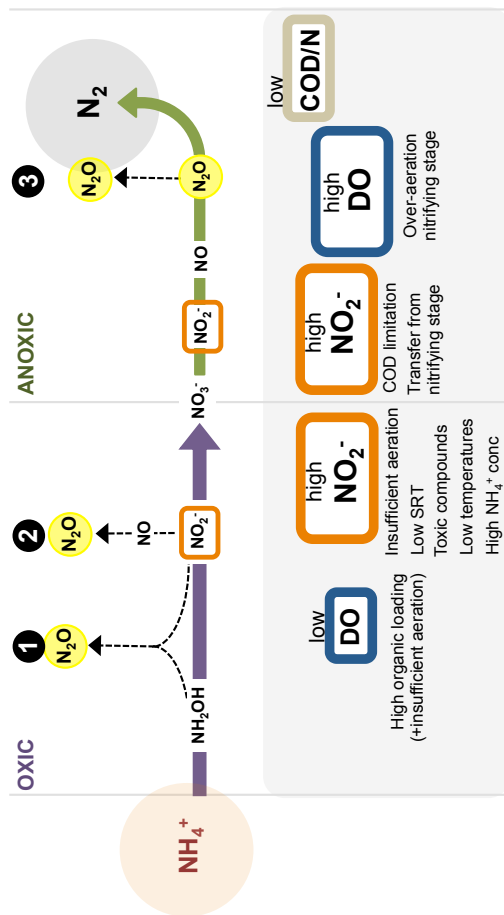 OXIC
ANOXIC
1
2
3
N₂O
N₂O
N₂O
N₂
NO
NH₄⁺
NH₂OH
NO₂⁻
NO₃⁻
NO₂⁻
NO
N₂O
low
DO
High organic loading
(+insufficient aeration)
high
NO₂⁻
Insufficient aeration
Low SRT
Toxic compounds
Low temperatures
High NH₄⁺ conc
high
NO₂⁻
COD limitation
Transfer from
nitrifying stage
high
DO
Over-aeration
nitrifying stage
low
COD/N